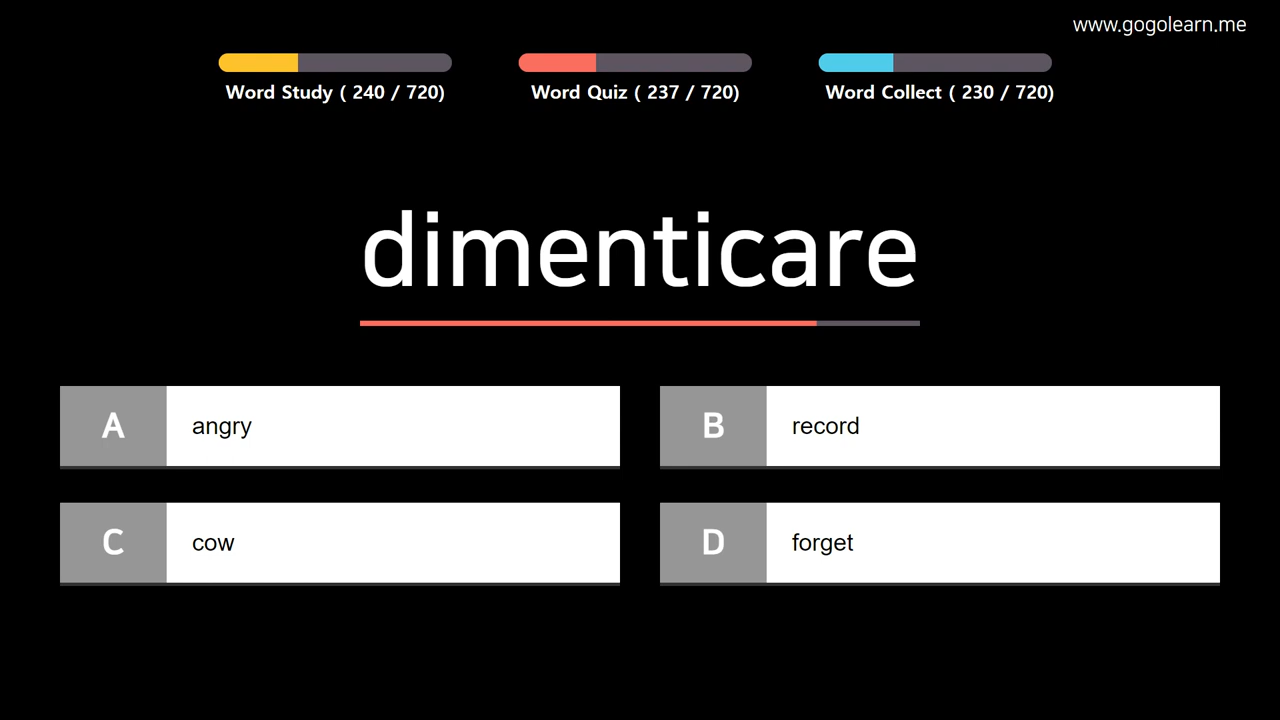 www.gogolearn.me
Word Study ( 240 / 720)
Word Quiz ( 237 / 720)
Word Collect ( 230 / 720)
dimenticare
A angry
B record
C cow
D forget